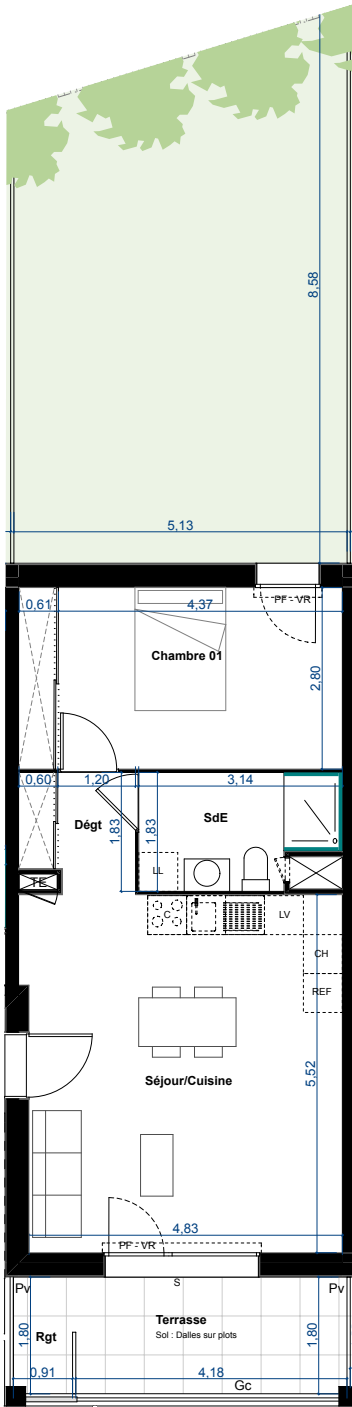 8,58
5,13
0,61
4,37
PF - VR
Chambre 01
2,80
0,60
1,20
3,14
1,83
1,83
SdE
Dégt
LL
TE
C
LV
CH
REF
5,52
Séjour/Cuisine
4,83
PF - VR
S
Pv
Pv
Terrasse
Sol : Dalles sur plots
1,80
Rgt
1,80
0,91
4,18
Gc